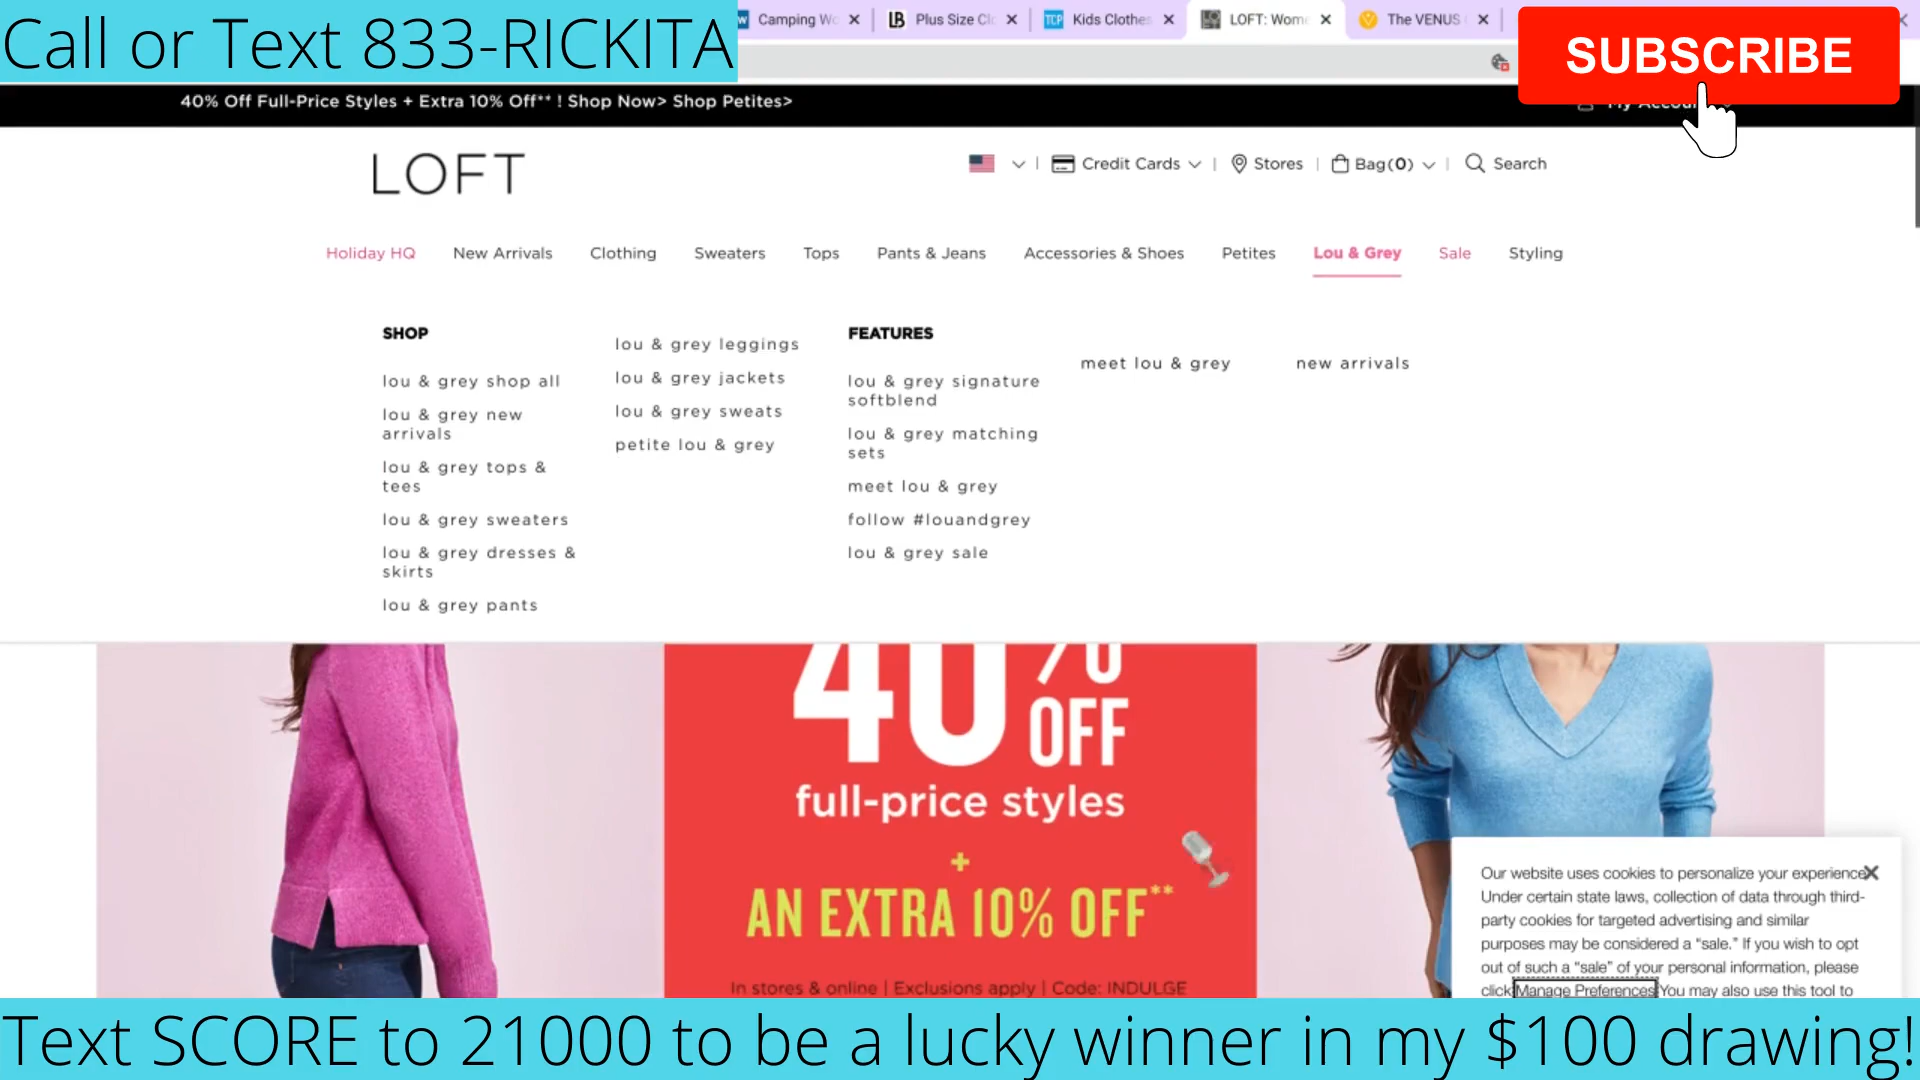 Call or Text 833-RICKITA
Camping Wo
Plus Size Cl
Kids Clothes
LOFT: Wom
The VENUS
SUBSCRIBE
40% Off Full-Price Styles + Extra 10% Off** ! Shop Now> Shop Petites>
My Account
LOFT
Credit Cards
Stores
Bag(0)
Search
Holiday HQ
New Arrivals
Clothing
Sweaters
Tops
Pants & Jeans
Accessories & Shoes
Petites
Lou & Grey
Sale
Styling
SHOP
lou & grey shop all
lou & grey new
arrivals
lou & grey tops &
tees
lou & grey sweaters
lou & grey dresses &
skirts
lou & grey pants
lou & grey leggings
lou & grey jackets
lou & grey sweats
petite lou & grey
FEATURES
lou & grey signature
softblend
lou & grey matching
sets
meet lou & grey
follow #louandgrey
lou & grey sale
meet lou & grey
new arrivals
40%
OFF
full-price styles
+
AN EXTRA 10% OFF**
In stores & online | Exclusions apply | Code: INDULGE
Our website uses cookies to personalize your experience
Under certain state laws, collection of data through third-
party cookies for targeted advertising and similar
purposes may be considered a “sale.” If you wish to opt
out of such a “sale” of your personal information, please
click Manage Preferences You may also use this tool to
Text SCORE to 21000 to be a lucky winner in my $100 drawing!